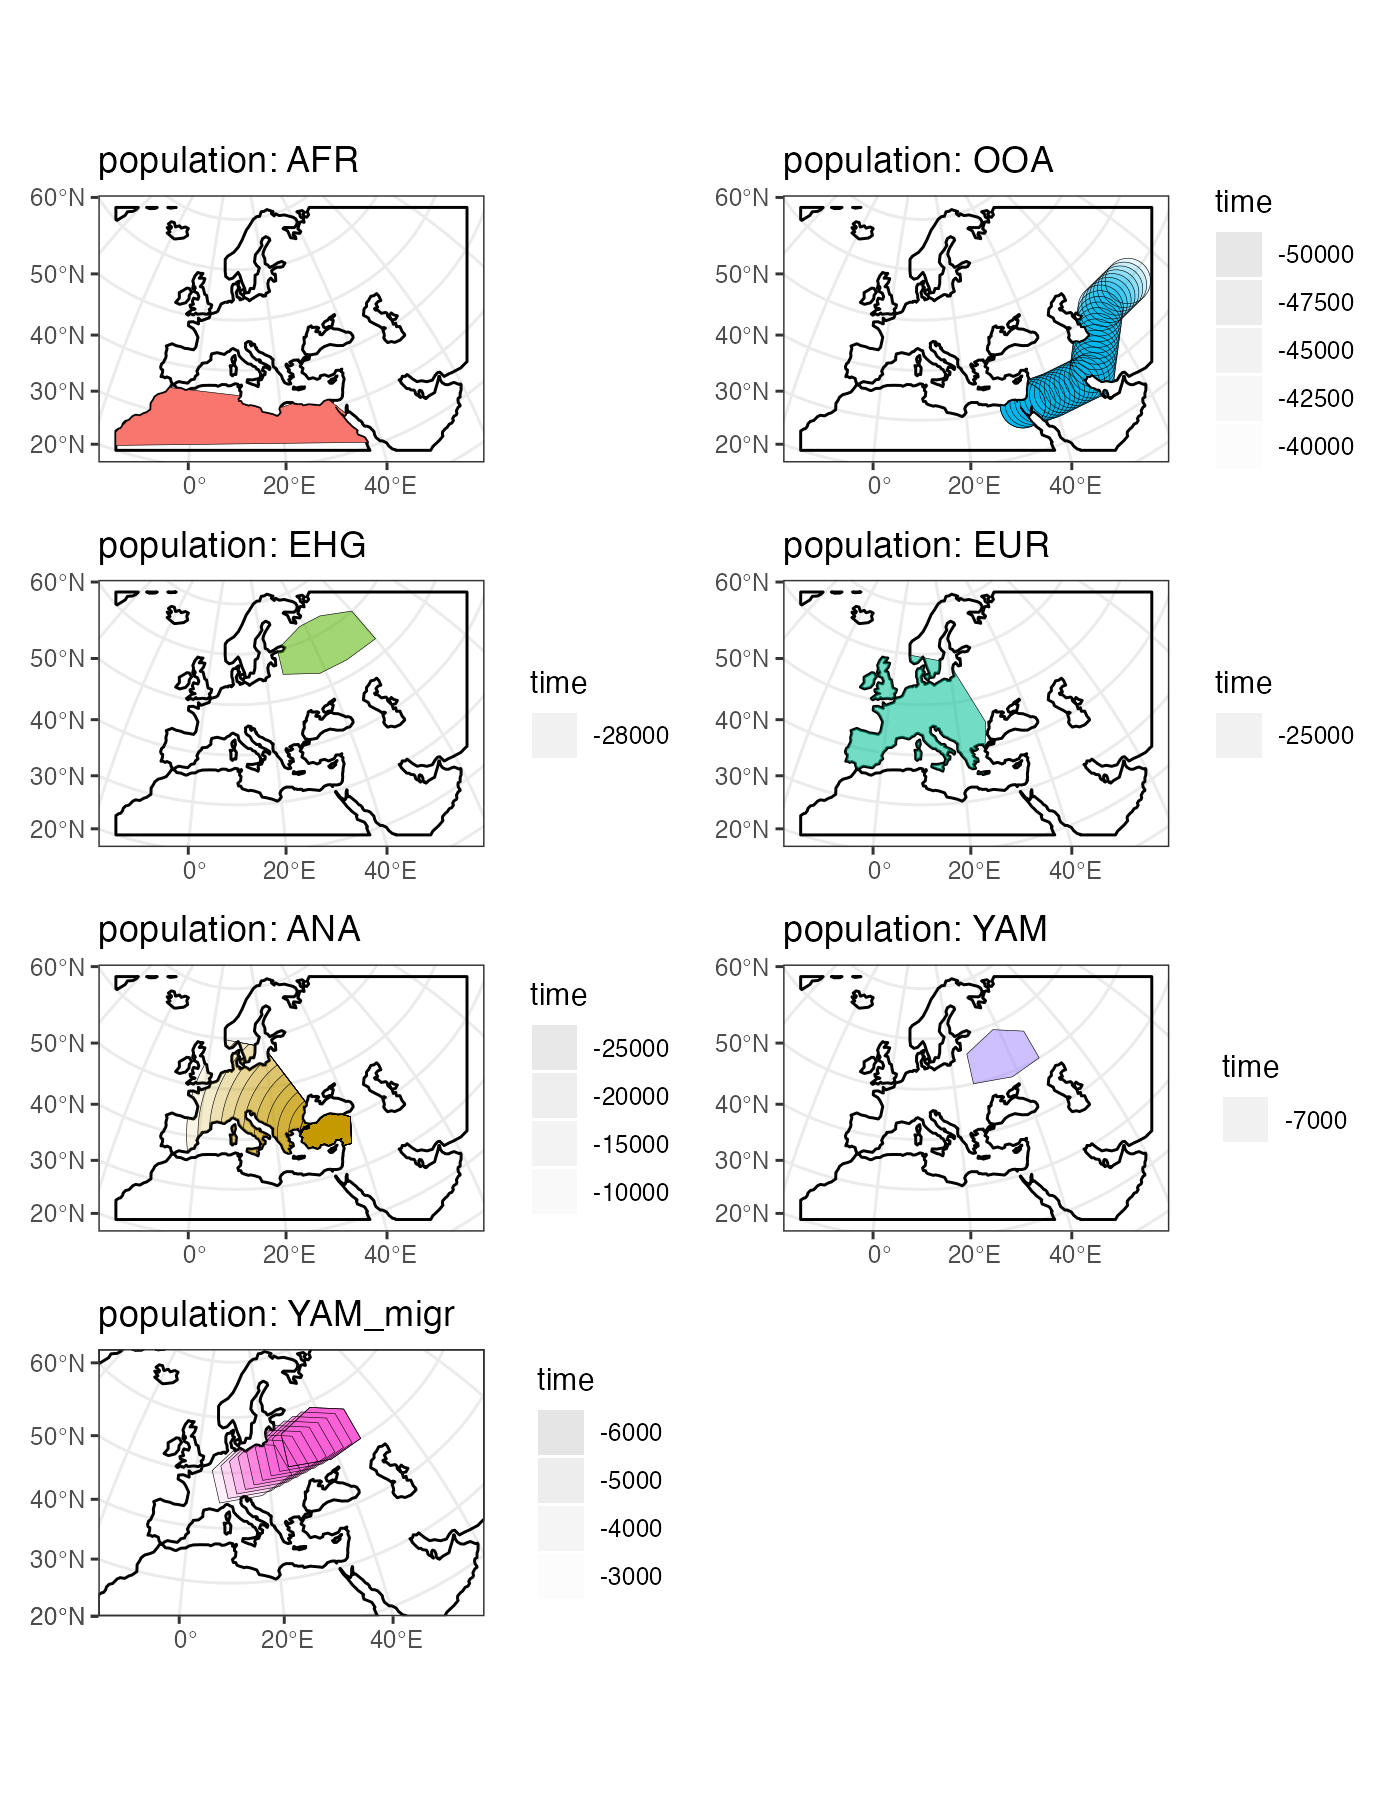 population: AFR
60°N
50°N
40°N
30°N
20°N
0°
20°E
40°E
population: OOA
60°N
50°N
40°N
30°N
20°N
0°
20°E
40°E
time
-50000
-47500
-45000
-42500
-40000
population: EHG
60°N
50°N
40°N
30°N
20°N
0°
20°E
40°E
time
-28000
population: EUR
60°N
50°N
40°N
30°N
20°N
0°
20°E
40°E
time
-25000
population: ANA
60°N
50°N
40°N
30°N
20°N
0°
20°E
40°E
time
-25000
-20000
-15000
-10000
population: YAM
60°N
50°N
40°N
30°N
20°N
0°
20°E
40°E
time
-7000
population: YAM_migr
60°N
50°N
40°N
30°N
20°N
0°
20°E
40°E
time
-6000
-5000
-4000
-3000